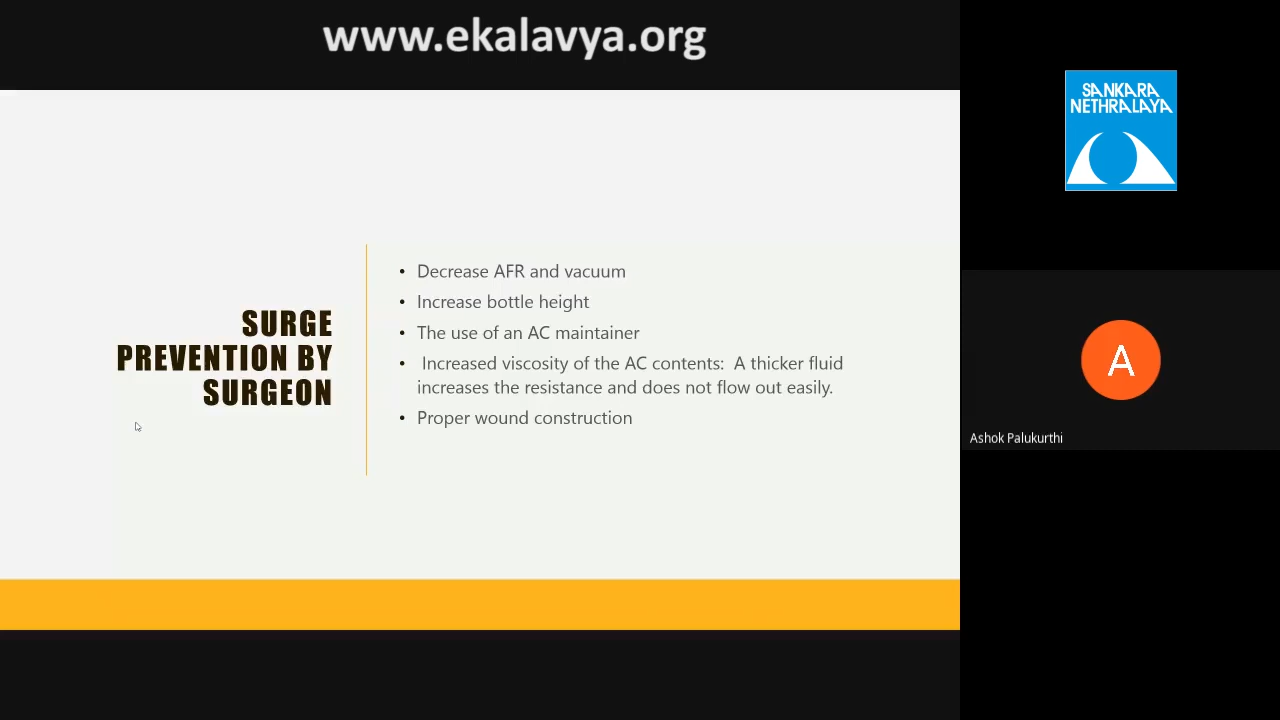 www.ekalavya.org
SURGE
PREVENTION BY
SURGEON
• Decrease AFR and vacuum
• Increase bottle height
• The use of an AC maintainer
• Increased viscosity of the AC contents: A thicker fluid
increases the resistance and does not flow out easily.
• Proper wound construction
SANKARA
NETHRALAYA
A
Ashok Palukurthi